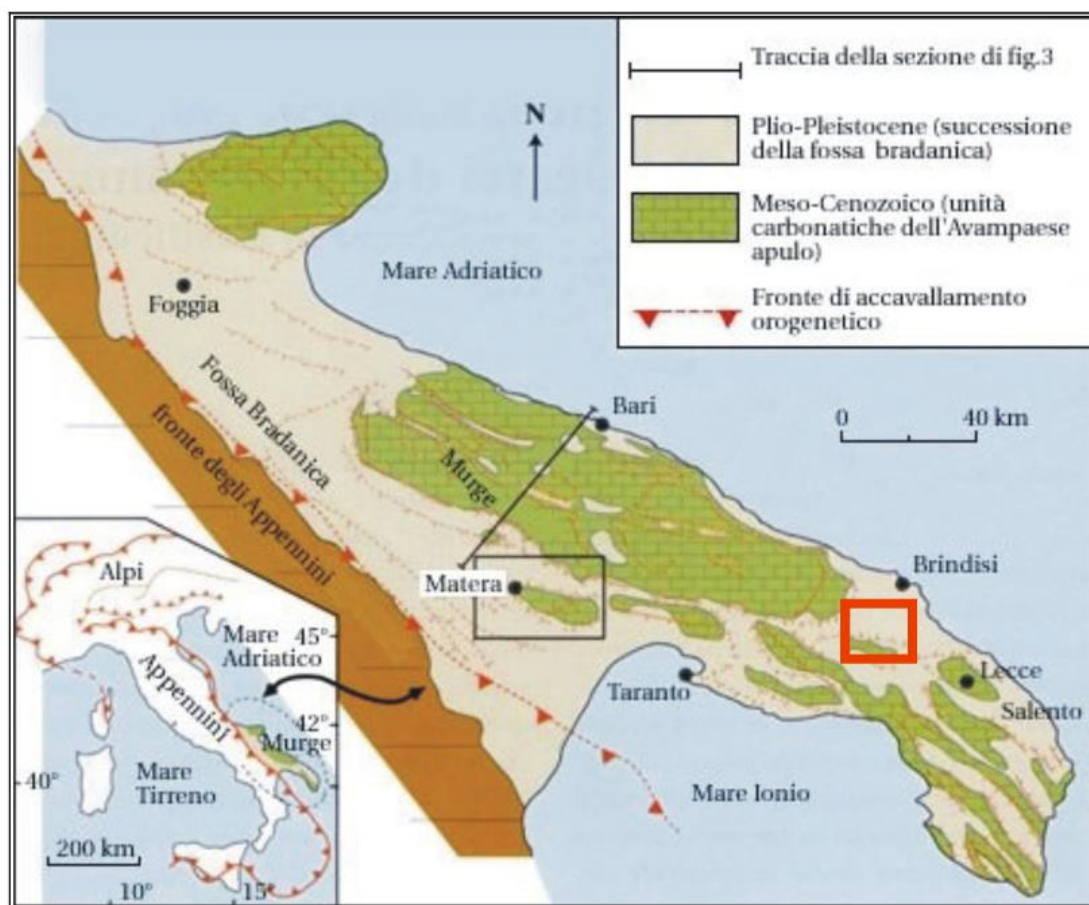 Traccia della sezione di fig.3
Plio-Pleistocene (successione
della fossa bradanica)
Meso-Cenozoico (unità
carbonatiche dell'Avampaese
apulo)
Fronte di accavallamento
orogenetico
N
Mare Adriatico
Foggia
Fossa Bradanica
fronte degli Appennini
Bari
0 40 km
Murge
Matera
Brindisi
Taranto
Lecce
Salento
Mare Ionio
Alpi
Mare
Adriatico
45°
Appennini
42°
Murge
40°
Mare
Tirreno
200 km
10° 15°